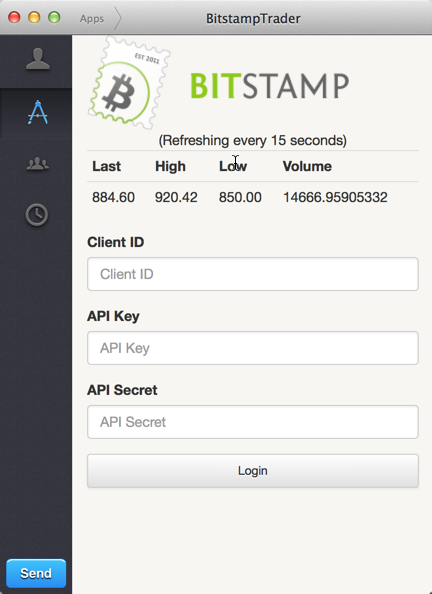 Apps
BitstampTrader
EST 2011
BITSTAMP
(Refreshing every 15 seconds)
Last High Low Volume
884.60 920.42 850.00 14666.95905332
Client ID
Client ID
API Key
API Key
API Secret
API Secret
Login
Send